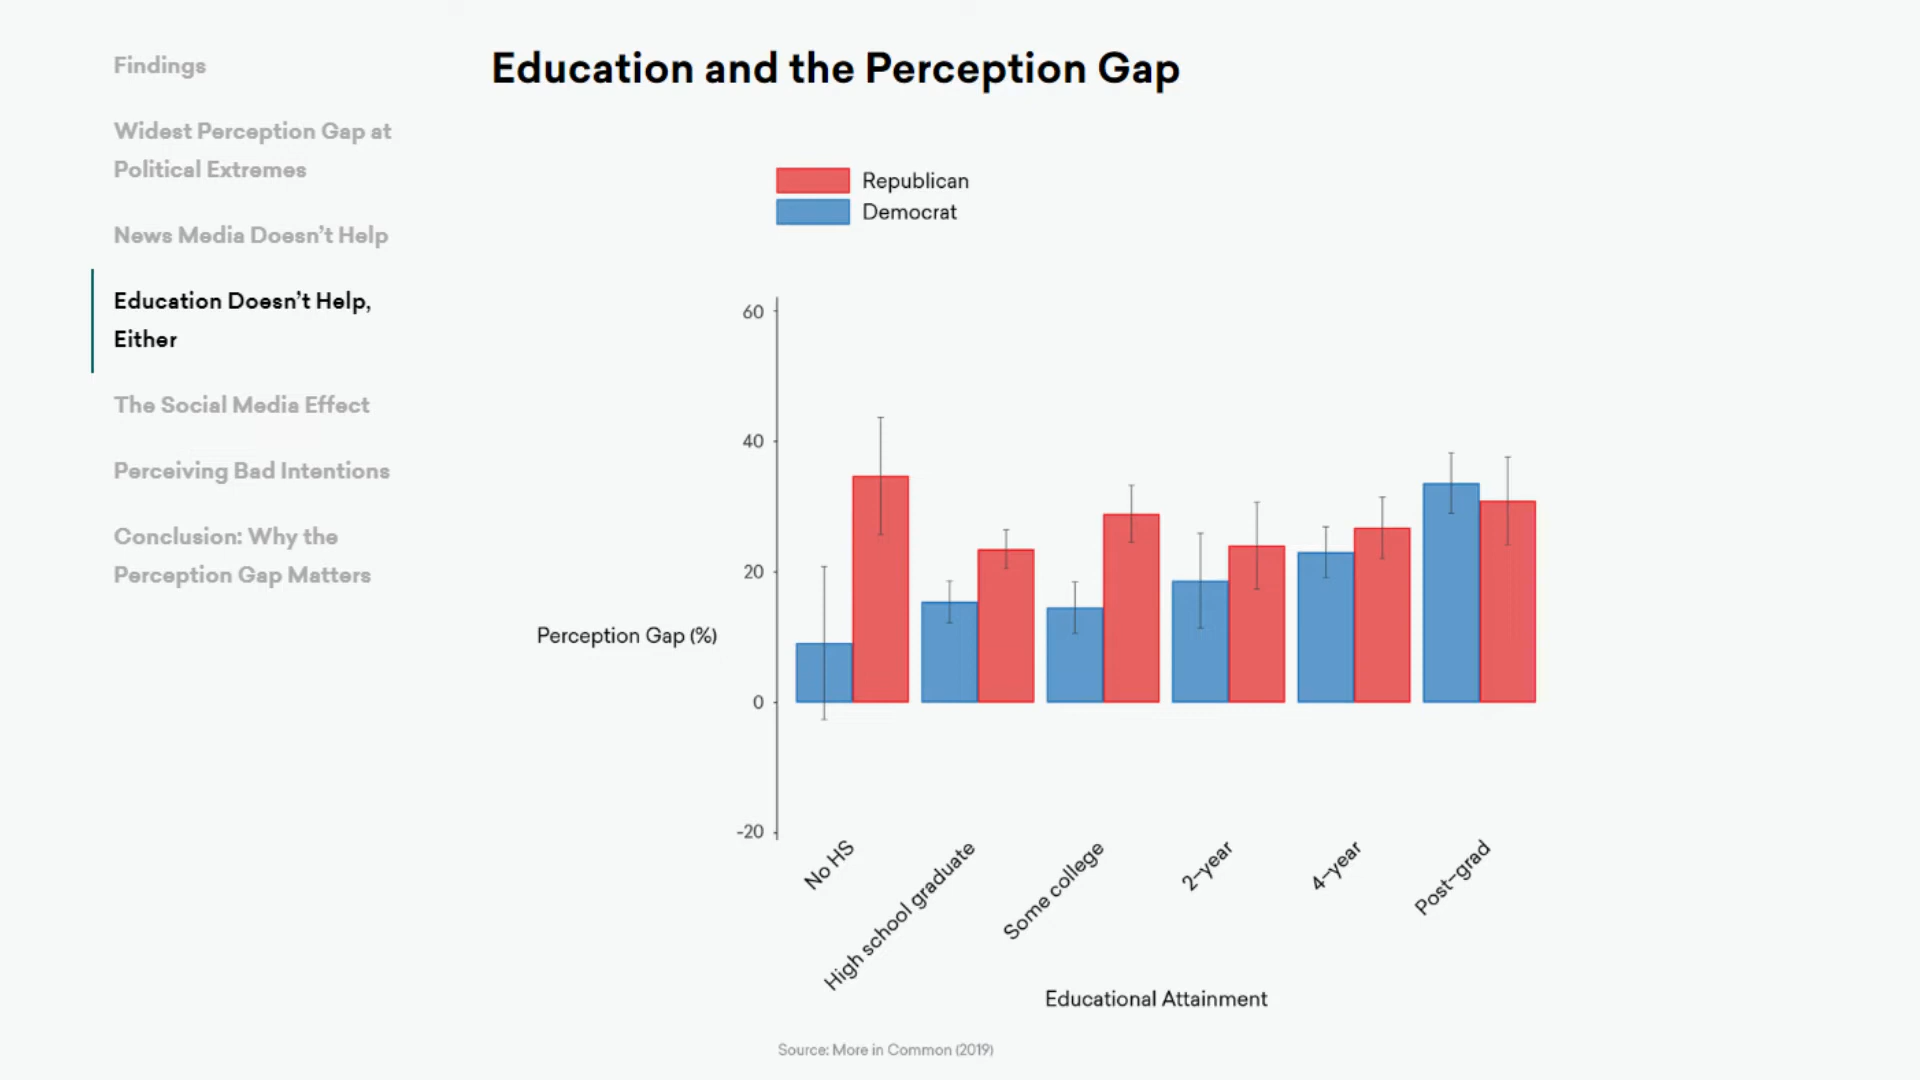 Findings
Widest Perception Gap at
Political Extremes
News Media Doesn’t Help
Education Doesn’t Help,
Either
The Social Media Effect
Perceiving Bad Intentions
Conclusion: Why the
Perception Gap Matters
Education and the Perception Gap
Republican
Democrat
60
40
20
0
-20
Perception Gap (%)
No HS
High school graduate
Some college
2-year
4-year
Post-grad
Educational Attainment
Source: More in Common (2019)